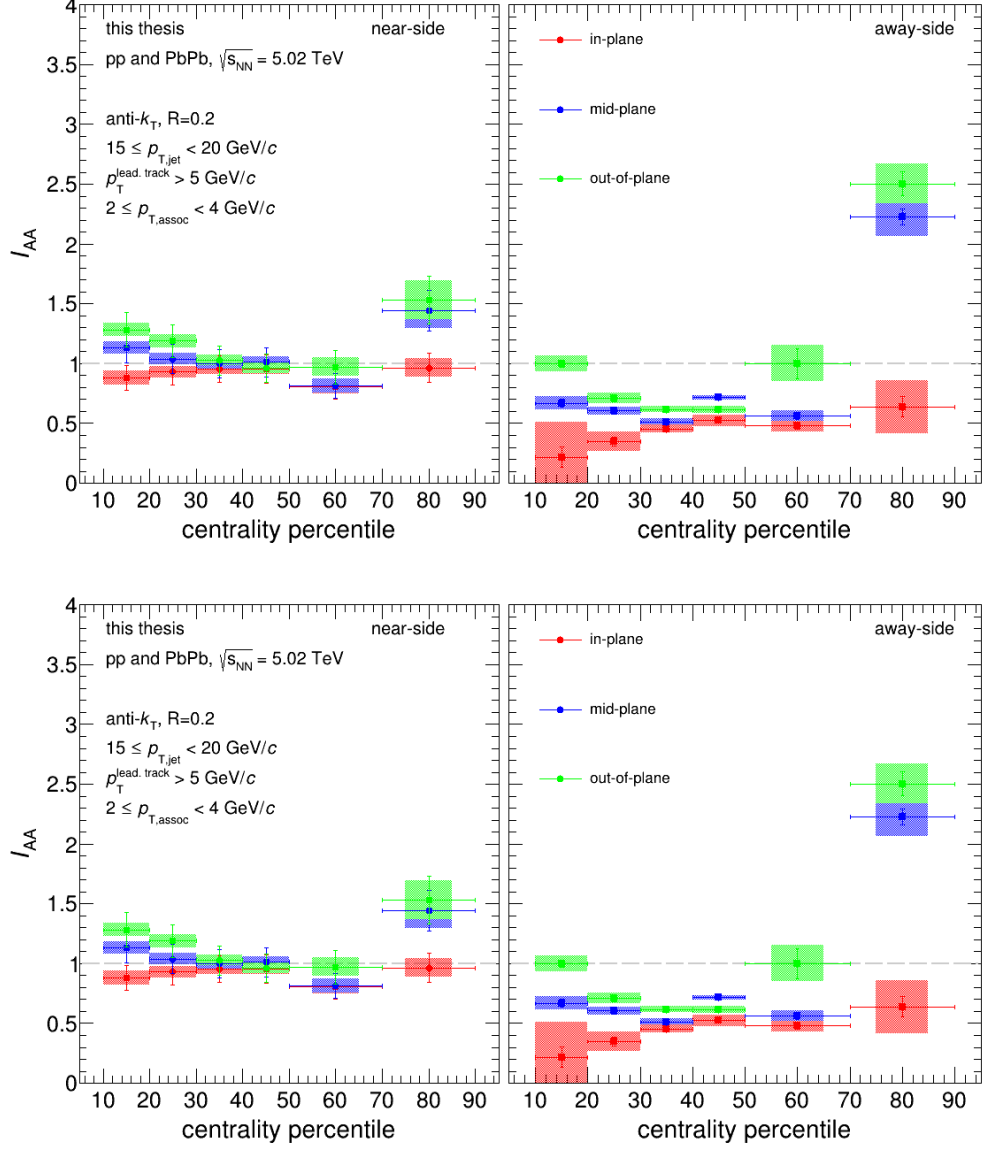 this thesis near-side
pp and PbPb, √sNN = 5.02 TeV
anti-kT, R=0.2
15 ≤ pT,jet < 20 GeV/c
pT lead. track > 5 GeV/c
2 ≤ pT,assoc < 4 GeV/c
IAA
4
3.5
3
2.5
2
1.5
1
0.5
0
10 20 30 40 50 60 70 80 90
centrality percentile
in-plane away-side
mid-plane
out-of-plane
10 20 30 40 50 60 70 80 90
centrality percentile
this thesis near-side
pp and PbPb, √sNN = 5.02 TeV
anti-kT, R=0.2
15 ≤ pT,jet < 20 GeV/c
pT lead. track > 5 GeV/c
2 ≤ pT,assoc < 4 GeV/c
IAA
4
3.5
3
2.5
2
1.5
1
0.5
0
10 20 30 40 50 60 70 80 90
centrality percentile
in-plane away-side
mid-plane
out-of-plane
10 20 30 40 50 60 70 80 90
centrality percentile